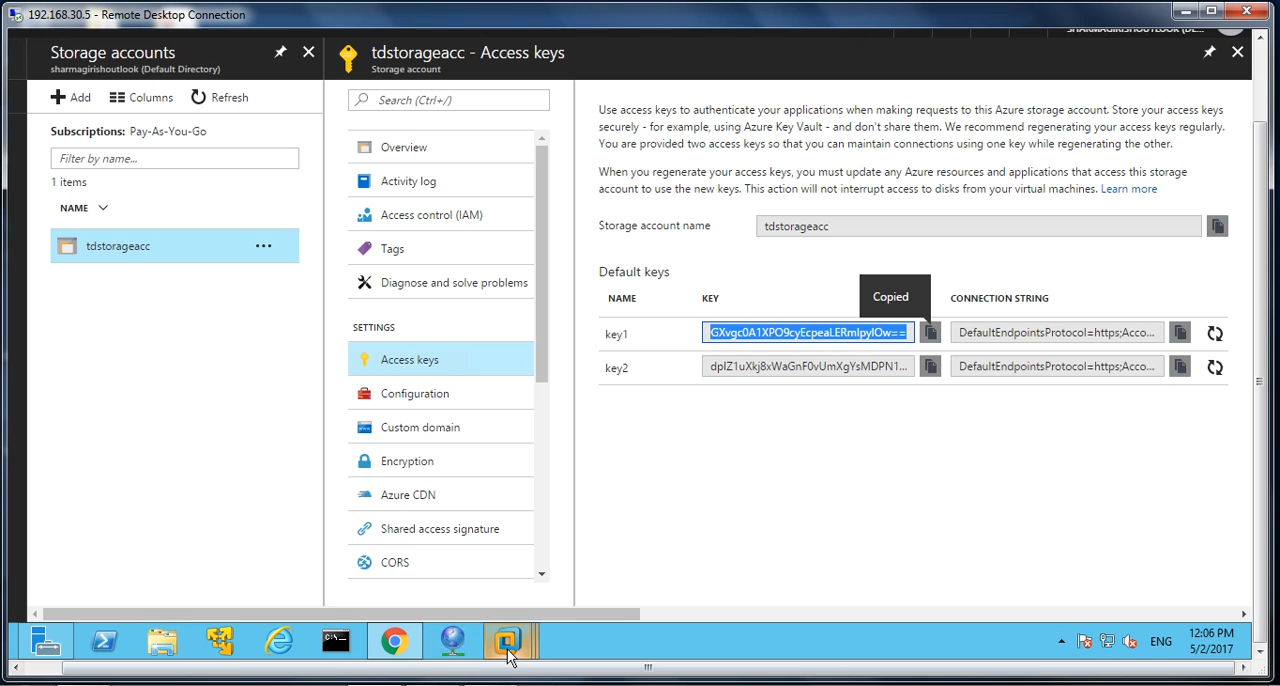 192.168.30.5 - Remote Desktop Connection
Storage accounts
sharmagirishoutlook (Default Directory)
Add
Columns
Refresh
Subscriptions: Pay-As-You-Go
Filter by name...
1 items
NAME
tdstorageacc
tdstorageacc - Access keys
Storage account
Search (Ctrl+/)
Overview
Activity log
Access control (IAM)
Tags
Diagnose and solve problems
SETTINGS
Access keys
Configuration
Custom domain
Encryption
Azure CDN
Shared access signature
CORS
Use access keys to authenticate your applications when making requests to this Azure storage account. Store your access keys
securely - for example, using Azure Key Vault - and don't share them. We recommend regenerating your access keys regularly.
You are provided two access keys so that you can maintain connections using one key while regenerating the other.
When you regenerate your access keys, you must update any Azure resources and applications that access this storage
account to use the new keys. This action will not interrupt access to disks from your virtual machines. Learn more
Storage account name
tdstorageacc
Default keys
NAME KEY CONNECTION STRING
Copied
key1 DefaultEndpointsProtocol=https;Acco...
key2 DefaultEndpointsProtocol=https;Acco...
ENG
12:06 PM
5/2/2017